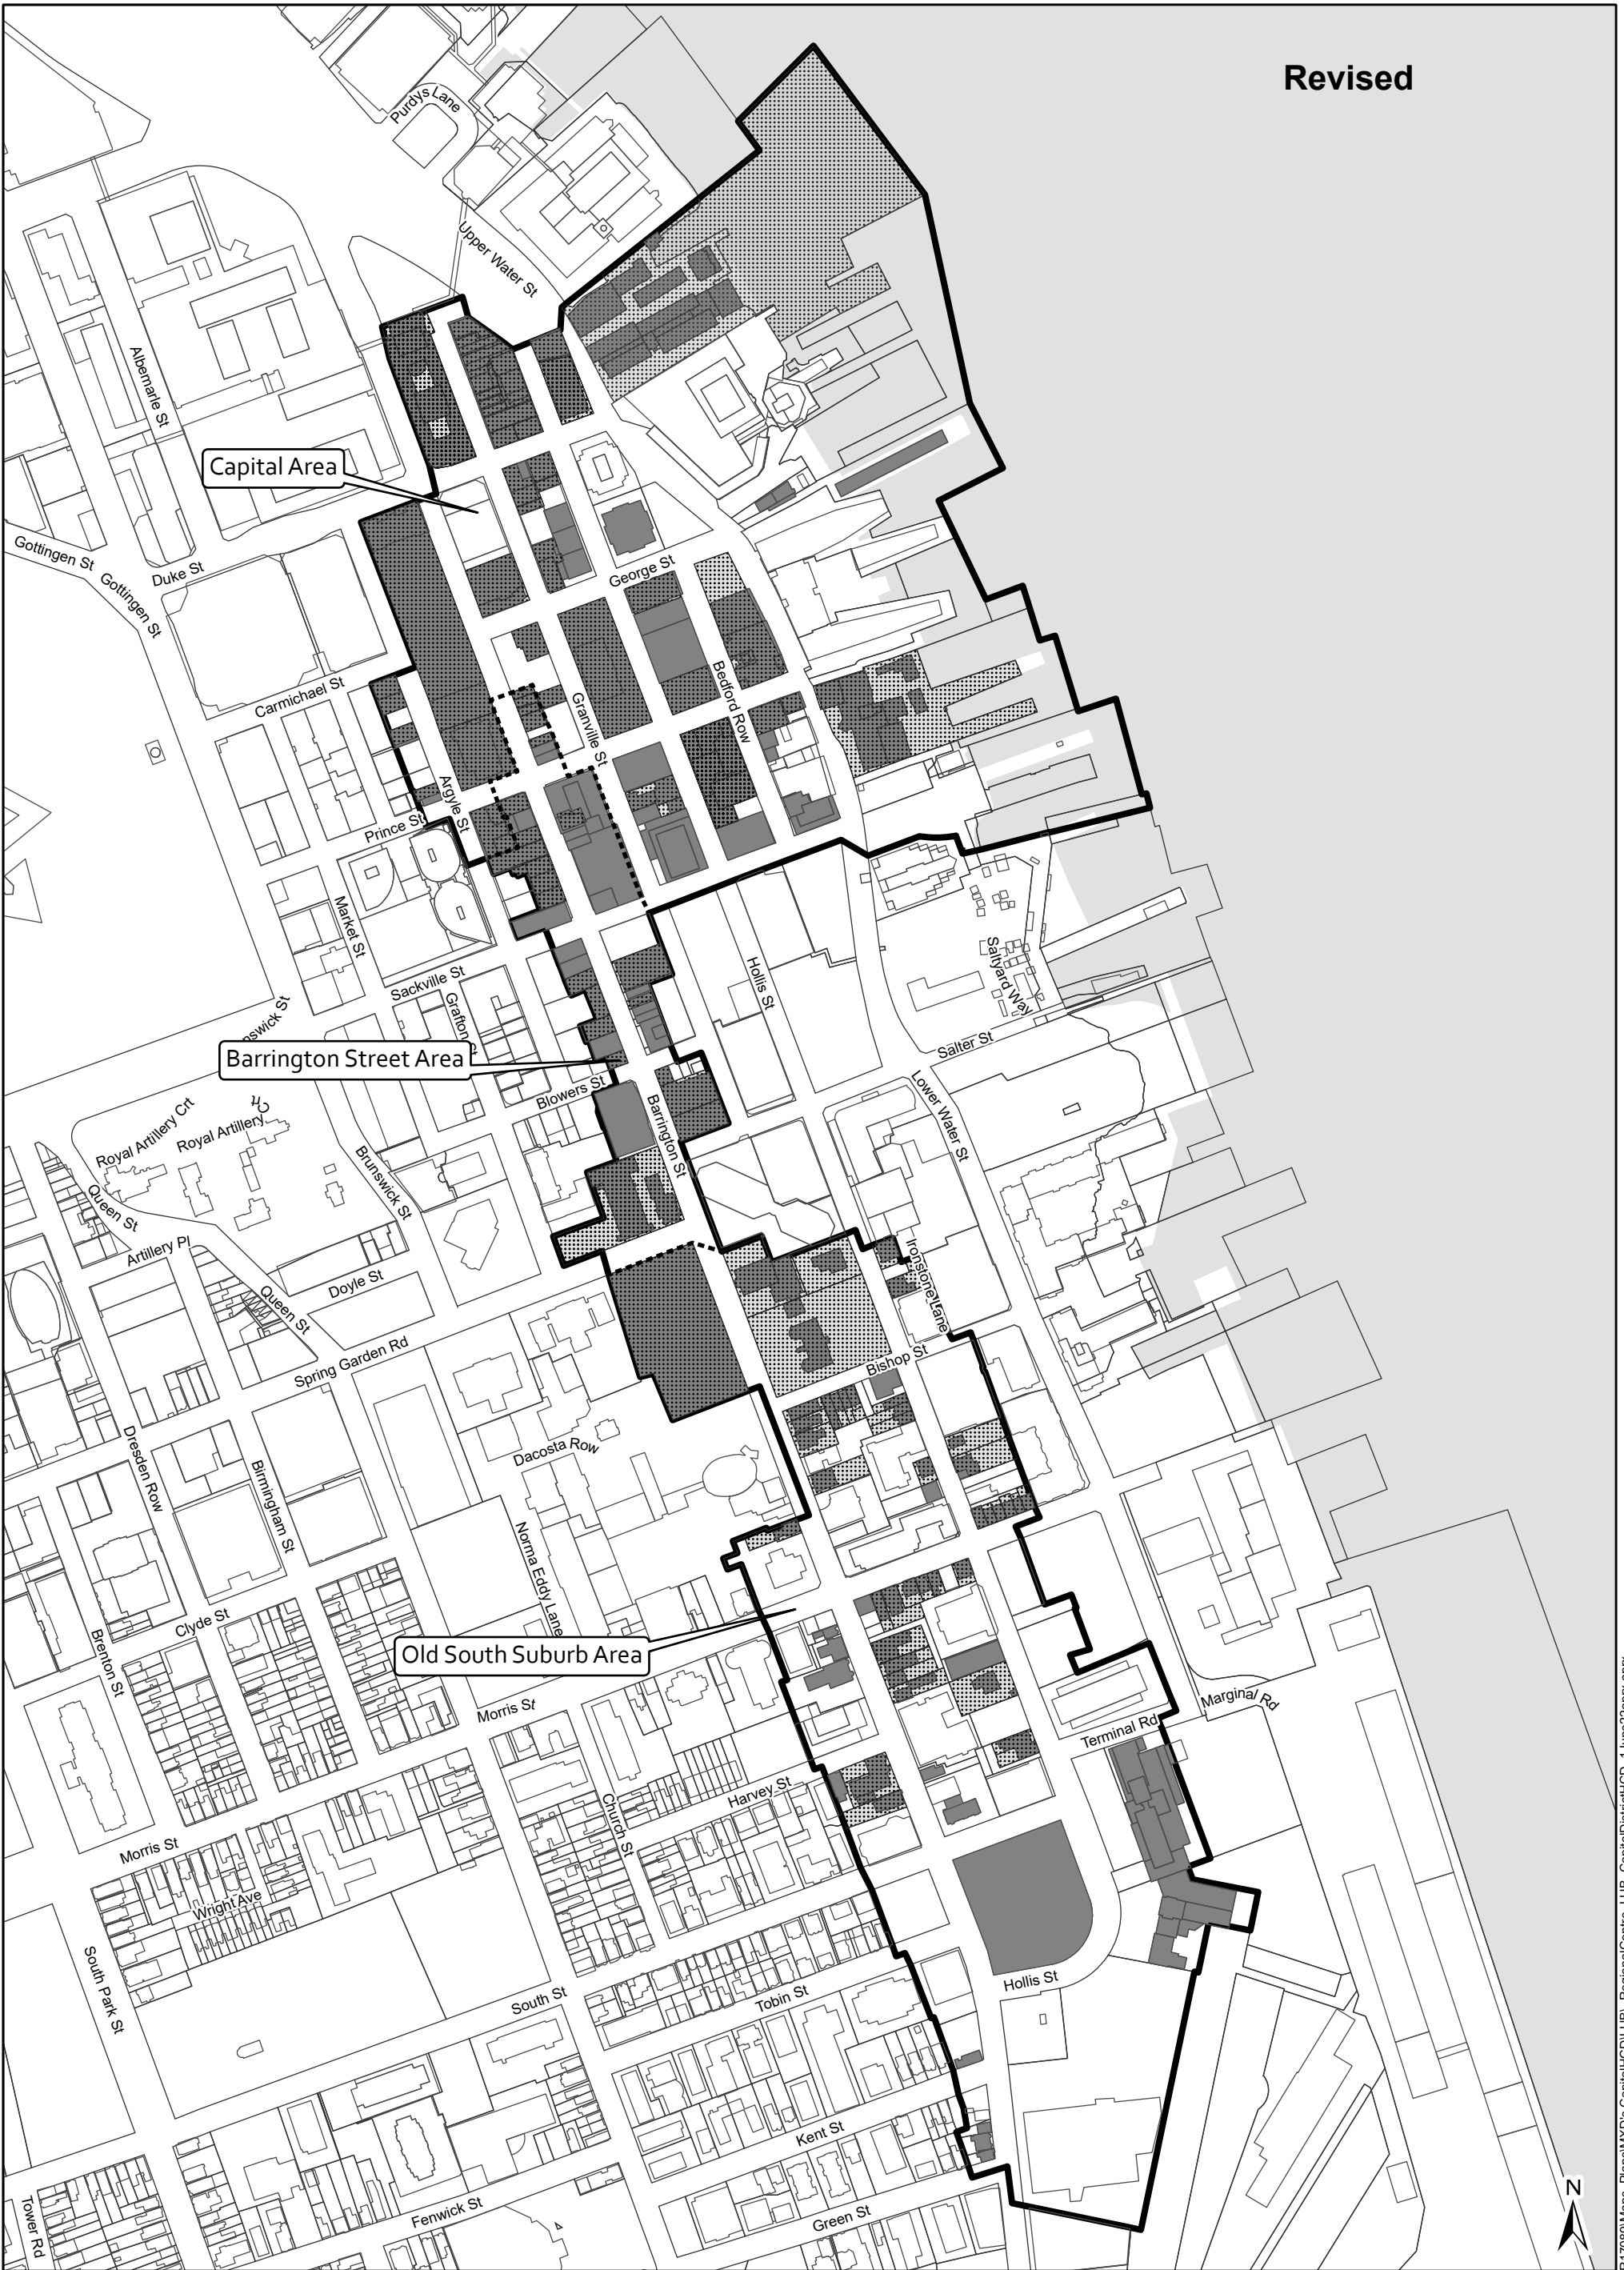 Revised
Purdys Lane
Upper Water St
Albemarle St
Capital Area
Gottingen St
Gottingen St
Duke St
George St
Carmichael St
Bedford Row
Granville St
Argyle St
Prince St
Market St
Hollis St
Sackville St
Grafton St
Saltyard Way
Salter St
Barrington Street Area
Blowers St
Barrington St
Lower Water St
Royal Artillery Crt
Royal Artillery
Brunswick St
Queen St
Artillery Pl
Queen St
Doyle St
Ironstone Lane
Spring Garden Rd
Bishop St
Dresden Row
Birmingham St
Dacosta Row
Norma Eddy Lane
Clyde St
Brenton St
Old South Suburb Area
Morris St
Marginal Rd
Terminal Rd
Harvey St
Church St
Morris St
Wright Ave
South Park St
South St
Tobin St
Hollis St
Kent St
Tower Rd
Fenwick St
Green St
N